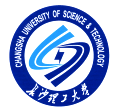 CHANGSHA UNIVERSITY OF SCIENCE & TECHNOLOGY
长沙理工大学